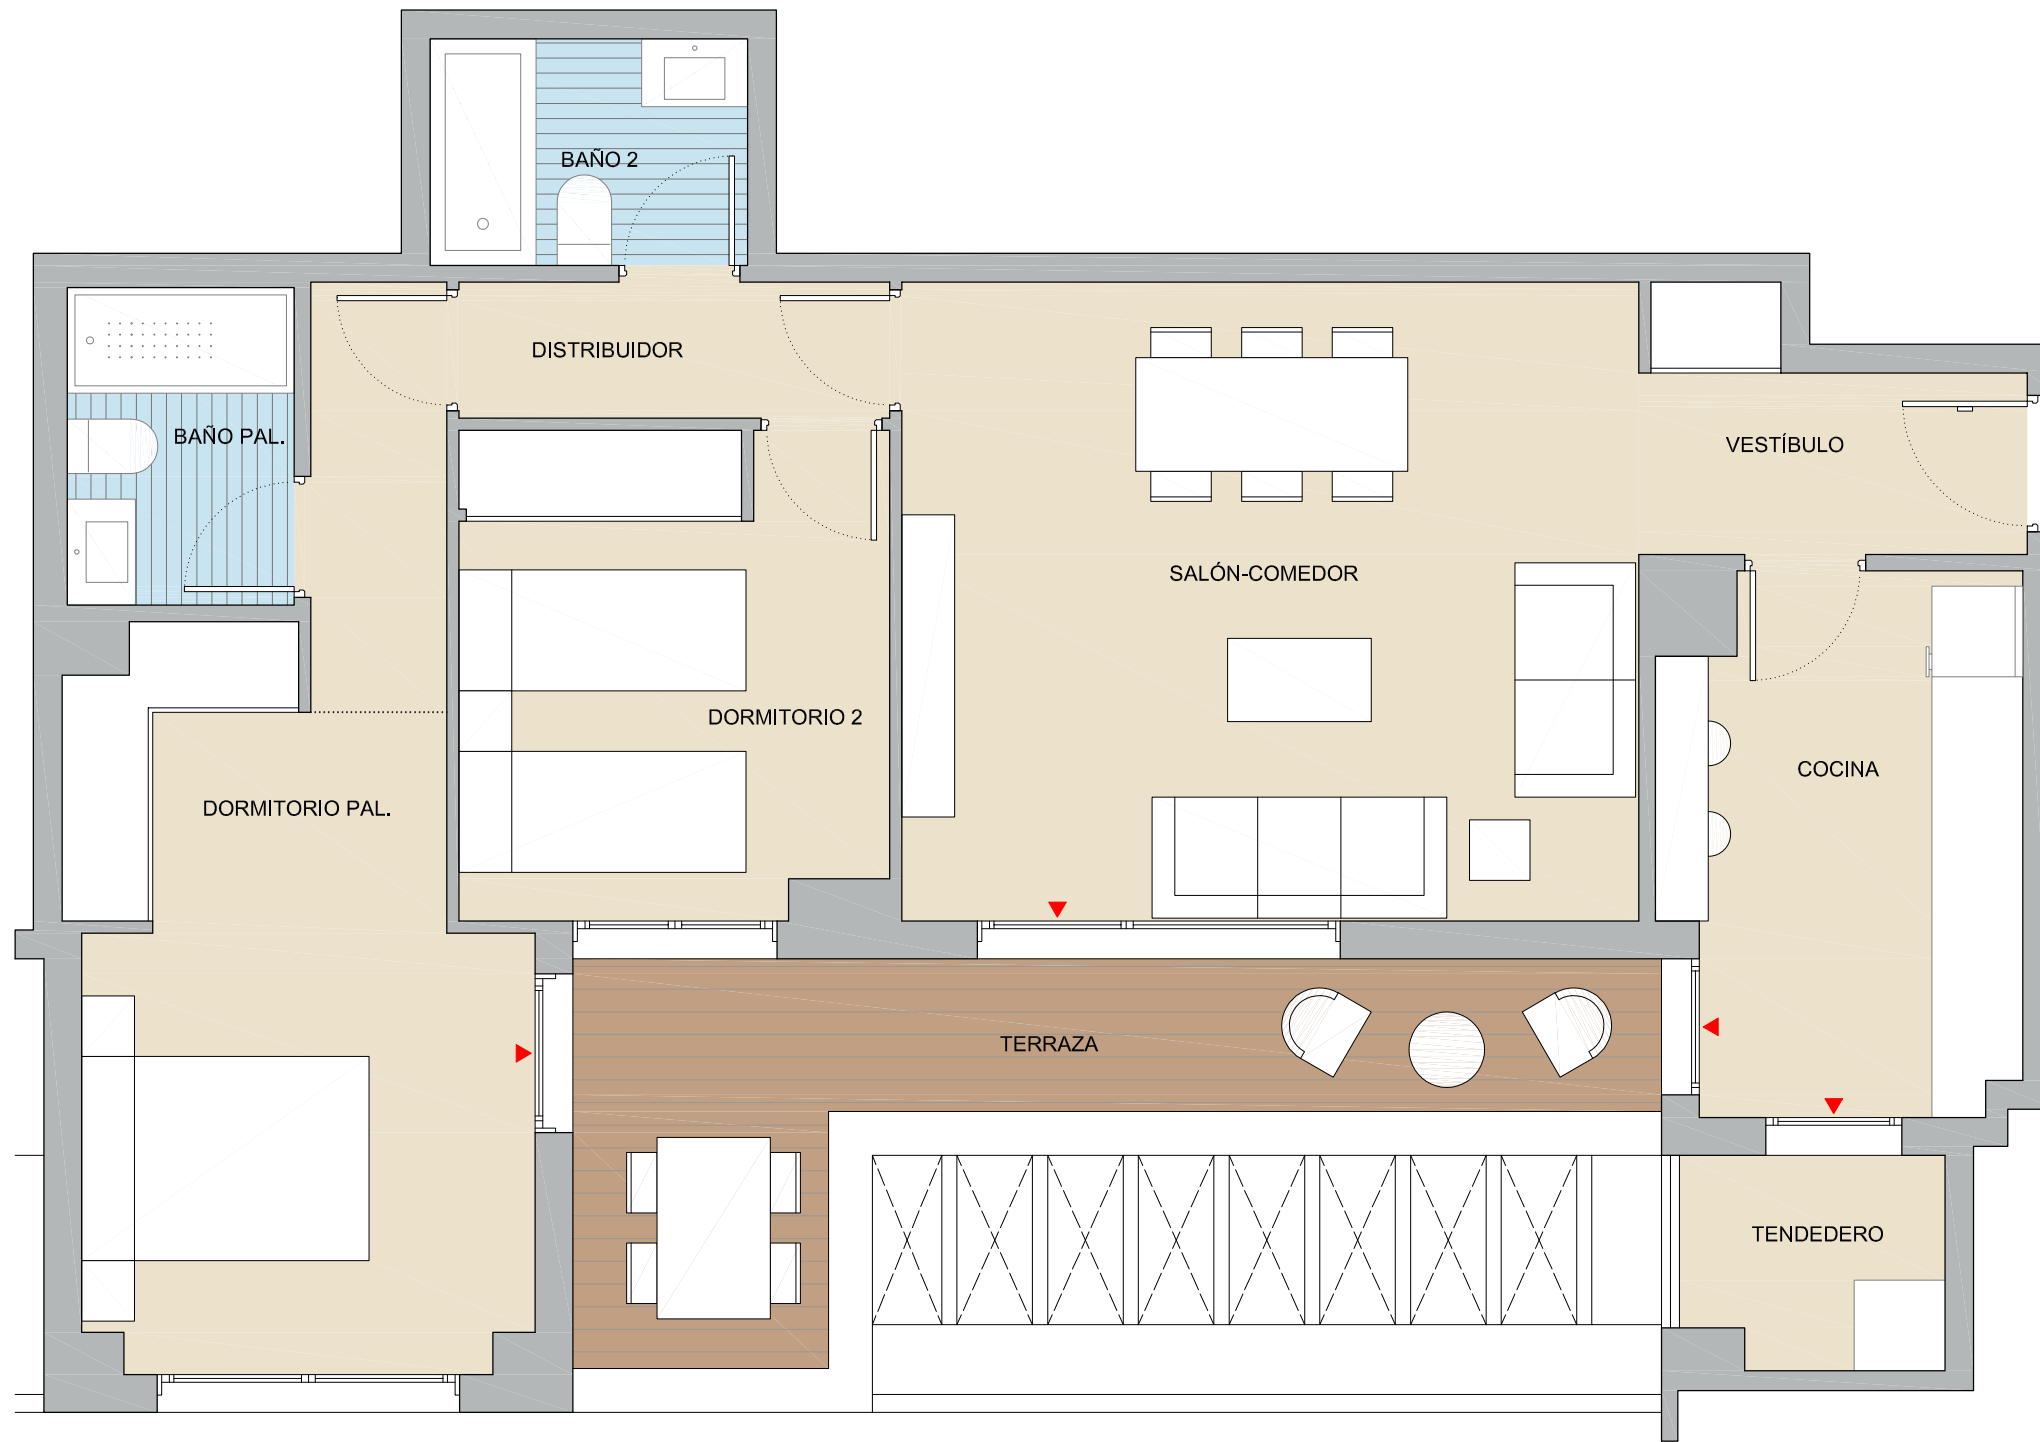 BAÑO 2
DISTRIBUIDOR
BAÑO PAL.
VESTÍBULO
SALÓN-COMEDOR
DORMITORIO 2
COCINA
DORMITORIO PAL.
TERRAZA
TENDEDERO